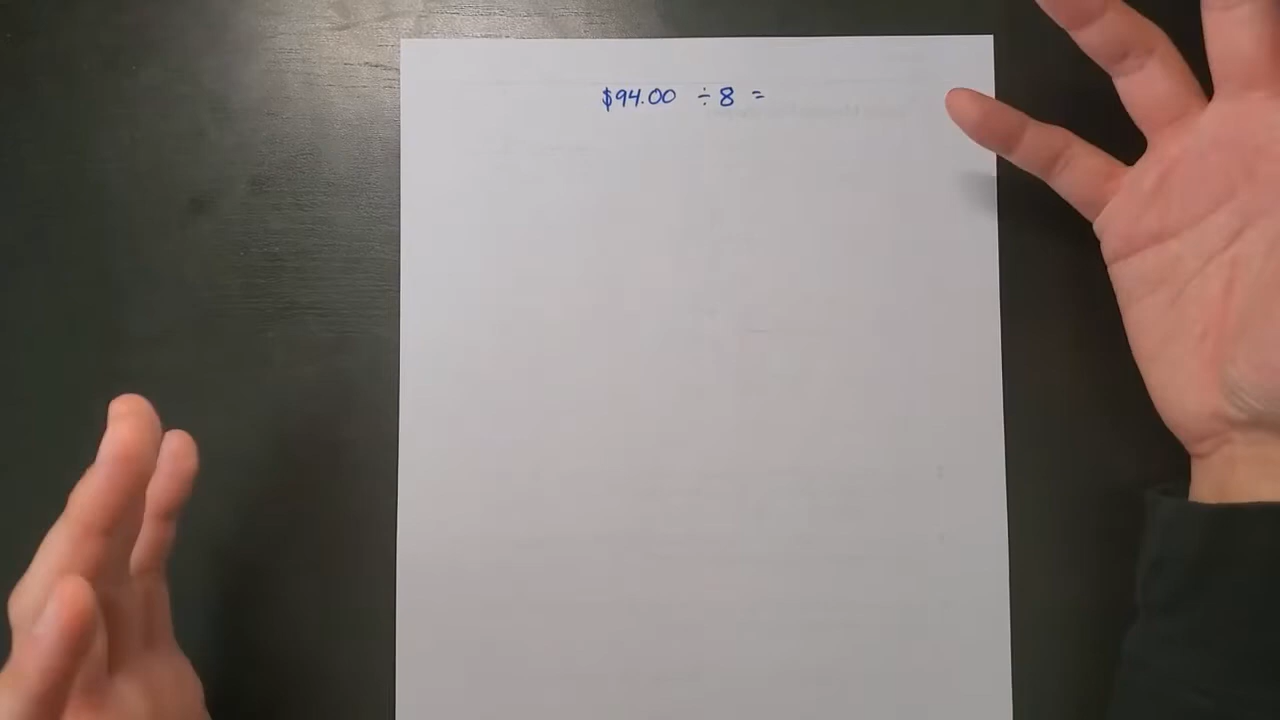 $94.00 ÷ 8 =